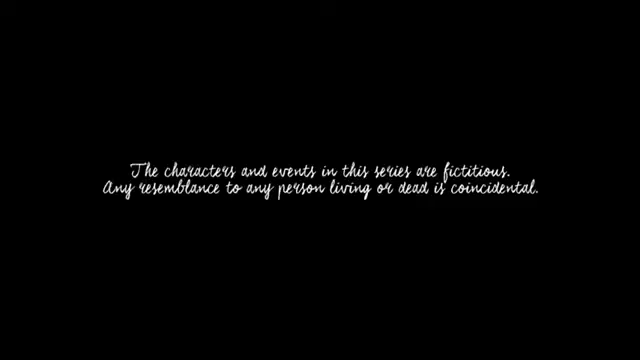 The characters and events in this series are fictitious.
Any resemblance to any person living or dead is coincidental.